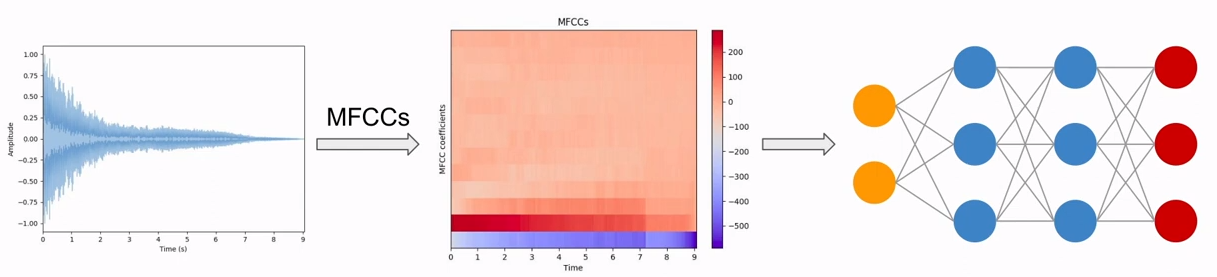 1.00
0.75
0.50
0.25
0.00
−0.25
−0.50
−0.75
−1.00
Amplitude
0 1 2 3 4 5 6 7 8 9
Time (s)
MFCCs
MFCCs
MFCC coefficients
0 1 2 3 4 5 6 7 8 9
Time
200
100
0
−100
−200
−300
−400
−500